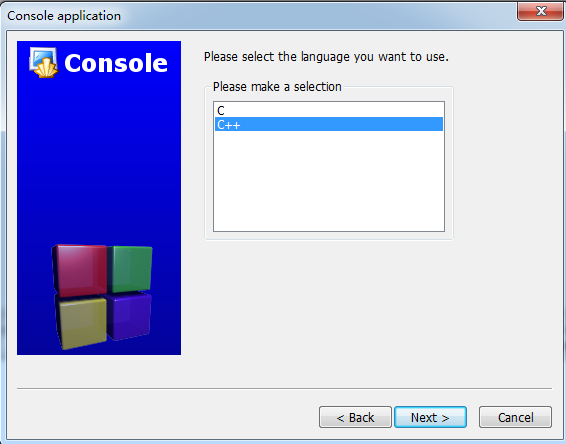 Console application
Console
Please select the language you want to use.
Please make a selection
C
C++
< Back
Next >
Cancel